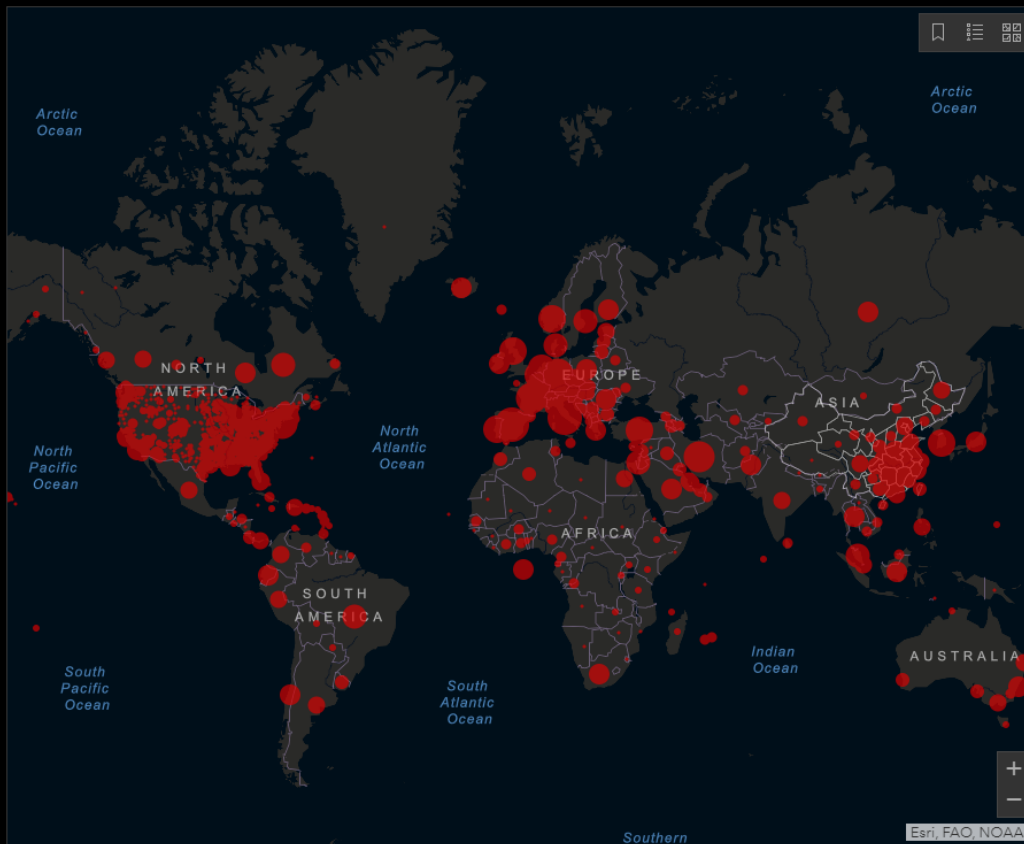 Arctic
Ocean
Arctic
Ocean
NORTH
AMERICA
EUROPE
ASIA
North
Pacific
Ocean
North
Atlantic
Ocean
AFRICA
SOUTH
AMERICA
Indian
Ocean
AUSTRALIA
South
Pacific
Ocean
South
Atlantic
Ocean
+
−
Southern
Esri, FAO, NOAA